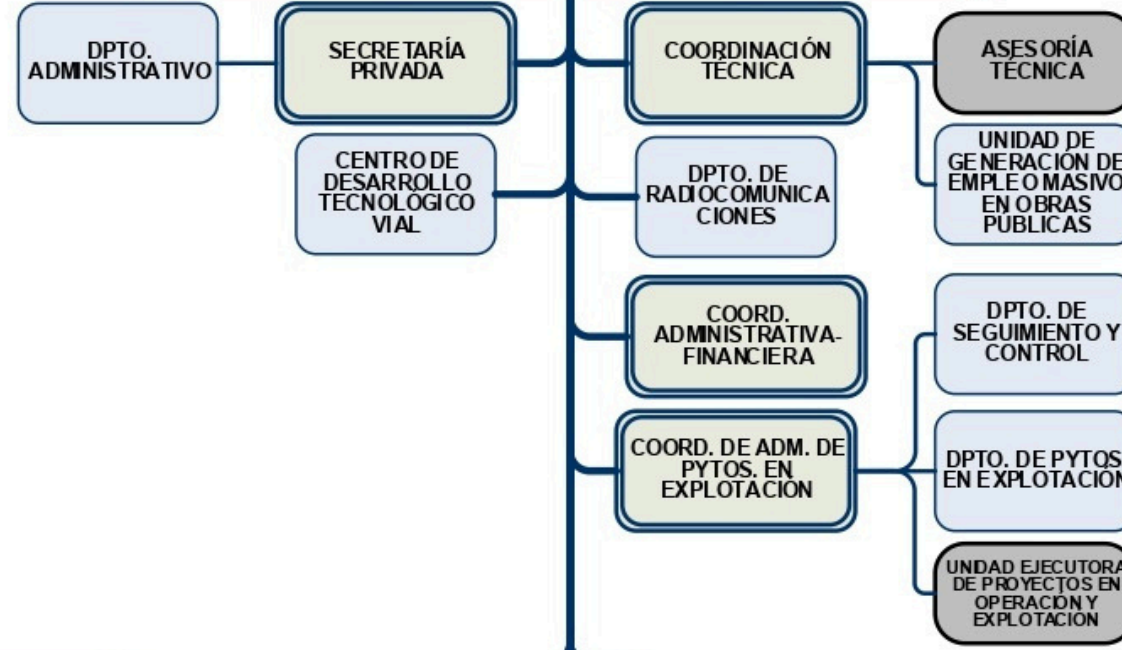 DPTO.
ADMINISTRATIVO
SECRETARÍA
PRIVADA
COORDINACIÓN
TÉCNICA
ASESORÍA
TÉCNICA
CENTRO DE
DESARROLLO
TECNOLÓGICO
VIAL
DPTO. DE
RADIOCOMUNICA
CIONES
UNIDAD DE
GENERACIÓN DE
EMPLEO MASIVO
EN OBRAS
PÚBLICAS
COORD.
ADMINISTRATIVA-
FINANCIERA
DPTO. DE
SEGUIMIENTO Y
CONTROL
COORD. DE ADM. DE
PYTOS. EN
EXPLOTACIÓN
DPTO. DE PYTOS.
EN EXPLOTACIÓN
UNIDAD EJECUTORA
DE PROYECTOS EN
OPERACIÓN Y
EXPLOTACIÓN